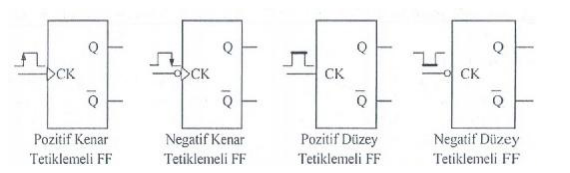 Q
CK
Q̅
Pozitif Kenar
Tetiklemeli FF
Q
CK
Q̅
Negatif Kenar
Tetiklemeli FF
Q
CK
Q̅
Pozitif Düzey
Tetiklemeli FF
Q
CK
Q̅
Negatif Düzey
Tetiklemeli FF